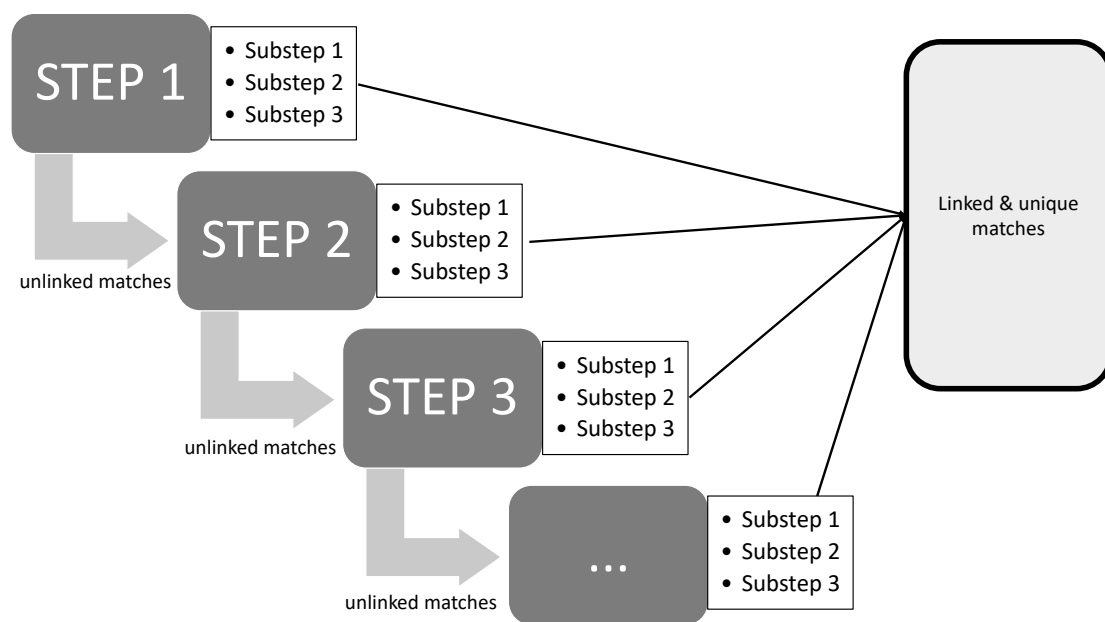 STEP 1
• Substep 1
• Substep 2
• Substep 3
unlinked matches
STEP 2
• Substep 1
• Substep 2
• Substep 3
unlinked matches
STEP 3
• Substep 1
• Substep 2
• Substep 3
unlinked matches
...
• Substep 1
• Substep 2
• Substep 3
Linked & unique
matches